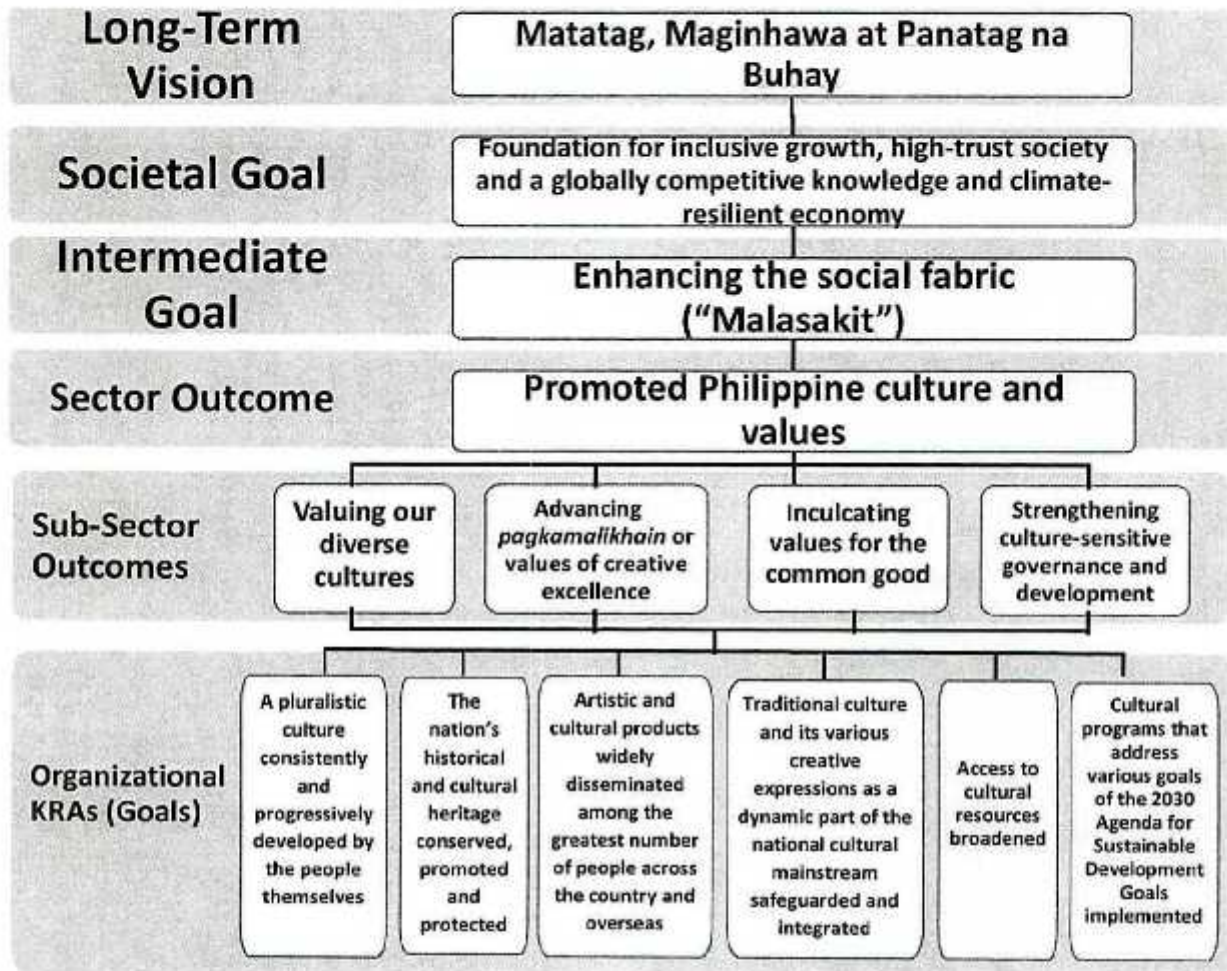 Long-Term
Vision
Matatag, Maginhawa at Panatag na
Buhay
Societal Goal
Foundation for inclusive growth, high-trust society
and a globally competitive knowledge and climate-
resilient economy
Intermediate
Goal
Enhancing the social fabric
(“Malasakit”)
Sector Outcome
Promoted Philippine culture and
values
Sub-Sector
Outcomes
Valuing our
diverse
cultures
Advancing
pagkamalikhain or
values of creative
excellence
Inculcating
values for the
common good
Strengthening
culture-sensitive
governance and
development
Organizational
KRAs (Goals)
A pluralistic
culture
consistently
and
progressively
developed by
the people
themselves
The
nation’s
historical
and cultural
heritage
conserved,
promoted
and
protected
Artistic and
cultural products
widely
disseminated
among the
greatest number
of people across
the country and
overseas
Traditional culture
and its various
creative
expressions as a
dynamic part of the
national cultural
mainstream
safeguarded and
integrated
Access to
cultural
resources
broadened
Cultural
programs that
address
various goals
of the 2030
Agenda for
Sustainable
Development
Goals
implemented